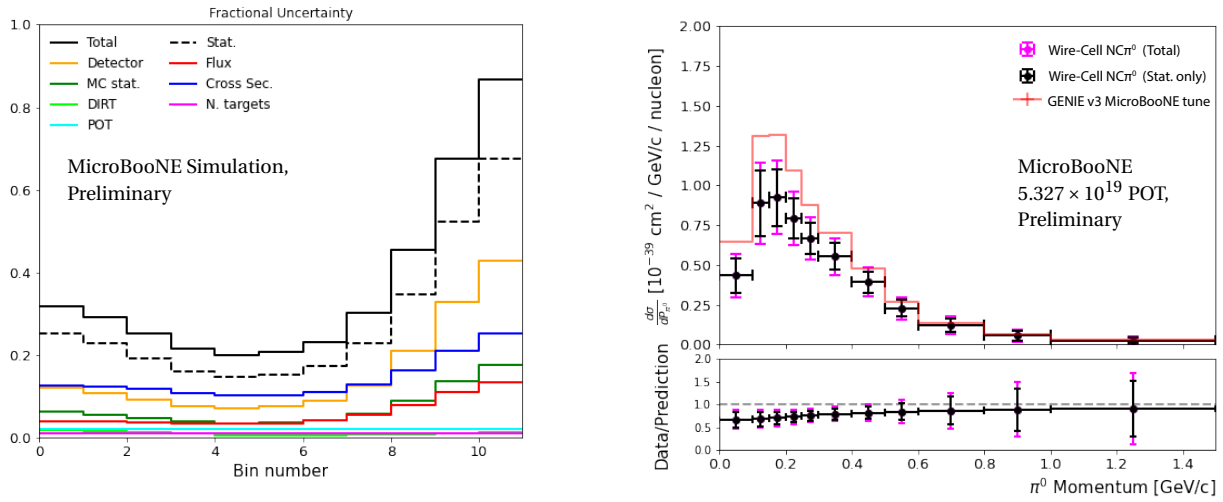 Fractional Uncertainty
1.0
0.8
0.6
0.4
0.2
0.0
Total
Detector
MC stat.
DIRT
POT
Stat.
Flux
Cross Sec.
N. targets
MicroBooNE Simulation,
Preliminary
0 2 4 6 8 10
Bin number
2.00
1.75
1.50
1.25
1.00
0.75
0.50
0.25
0.00
dσ/dP_π⁰ [10⁻³⁹ cm² / GeV/c / nucleon]
Wire-Cell NCπ⁰ (Total)
Wire-Cell NCπ⁰ (Stat. only)
GENIE v3 MicroBooNE tune
MicroBooNE
5.327 × 10¹⁹ POT,
Preliminary
2.0
1.5
1.0
0.5
0.0
Data/Prediction
0.0 0.2 0.4 0.6 0.8 1.0 1.2 1.4
π⁰ Momentum [GeV/c]